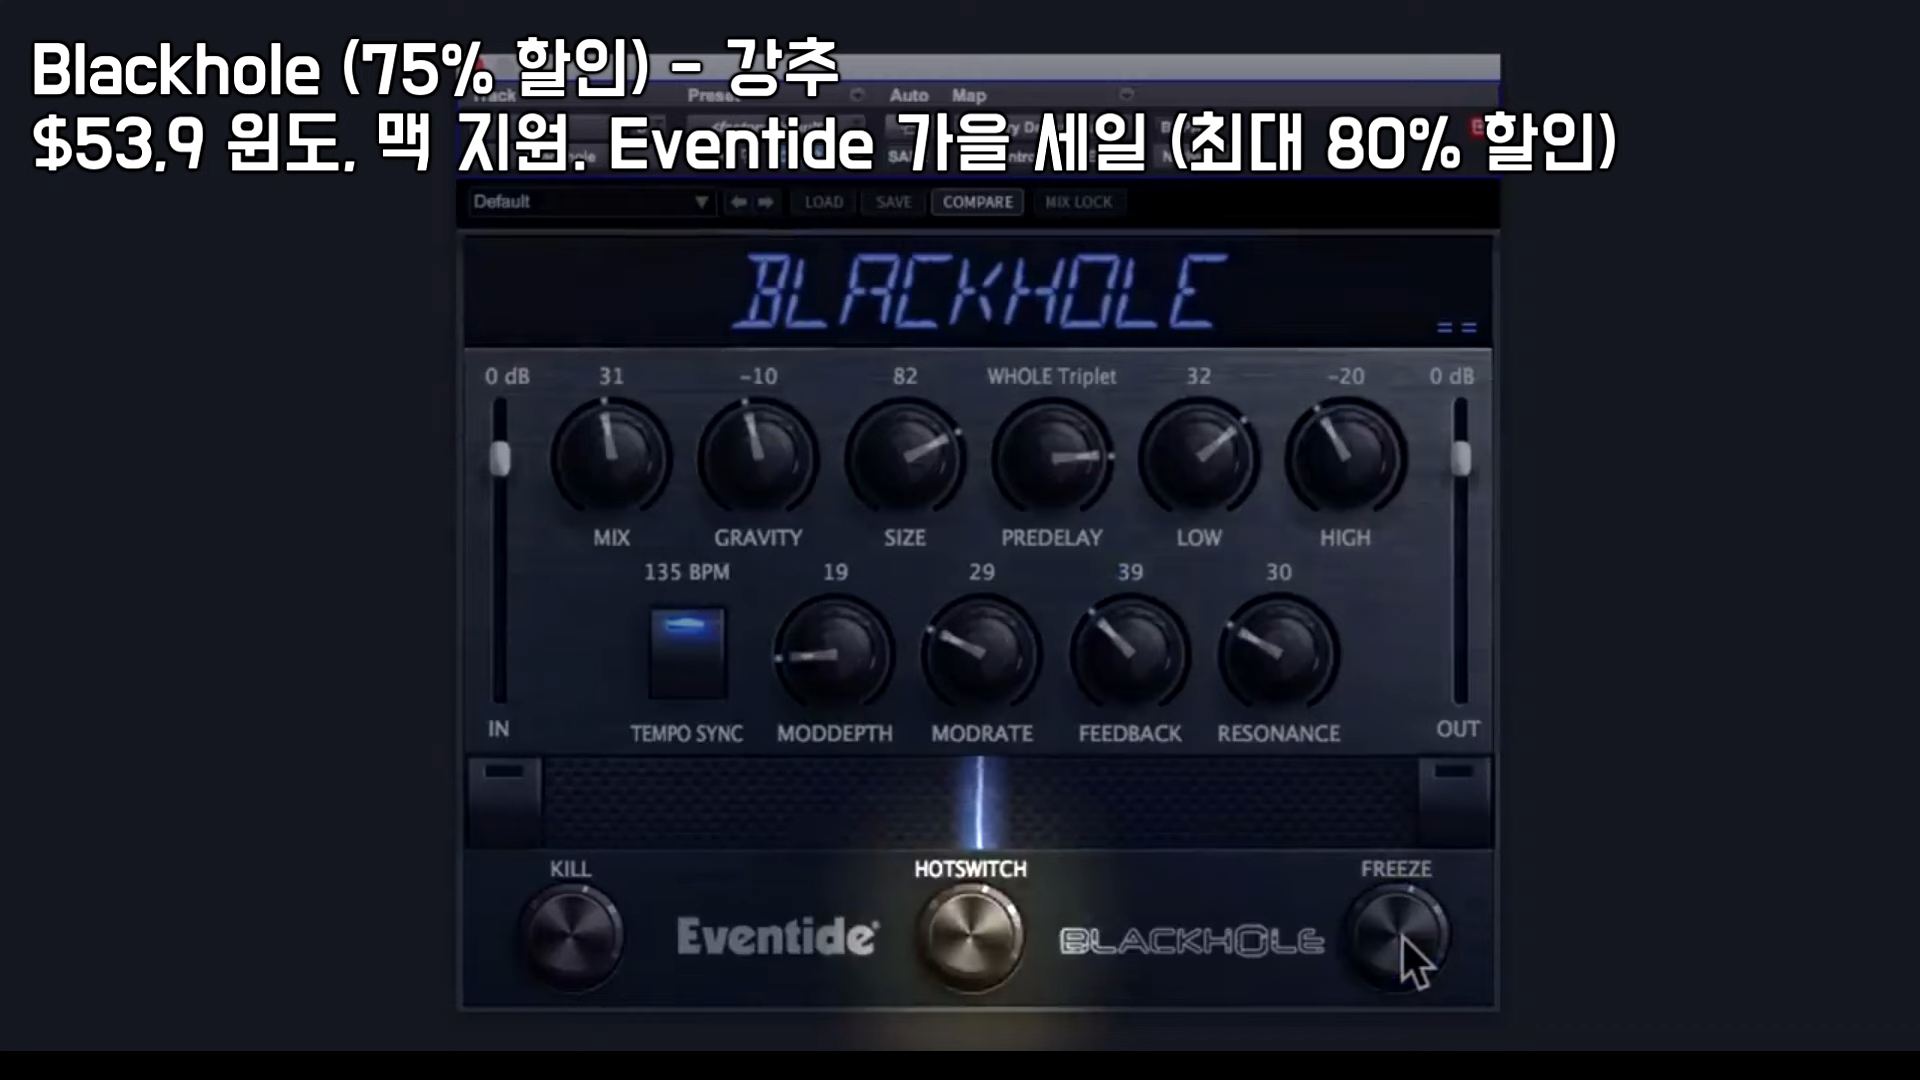 Blackhole (75% 할인) - 강추
$53,9 윈도, 맥 지원. Eventide 가을 세일 (최대 80% 할인)
Track Preset Auto Map
Default LOAD SAVE COMPARE MIX LOCK
BLACKHOLE
0 dB 31 -10 82 WHOLE Triplet 32 -20 0 dB
MIX GRAVITY SIZE PREDELAY LOW HIGH
135 BPM 19 29 39 30
IN TEMPO SYNC MODDEPTH MODRATE FEEDBACK RESONANCE OUT
KILL HOTSWITCH FREEZE
Eventide BLACKHOLE